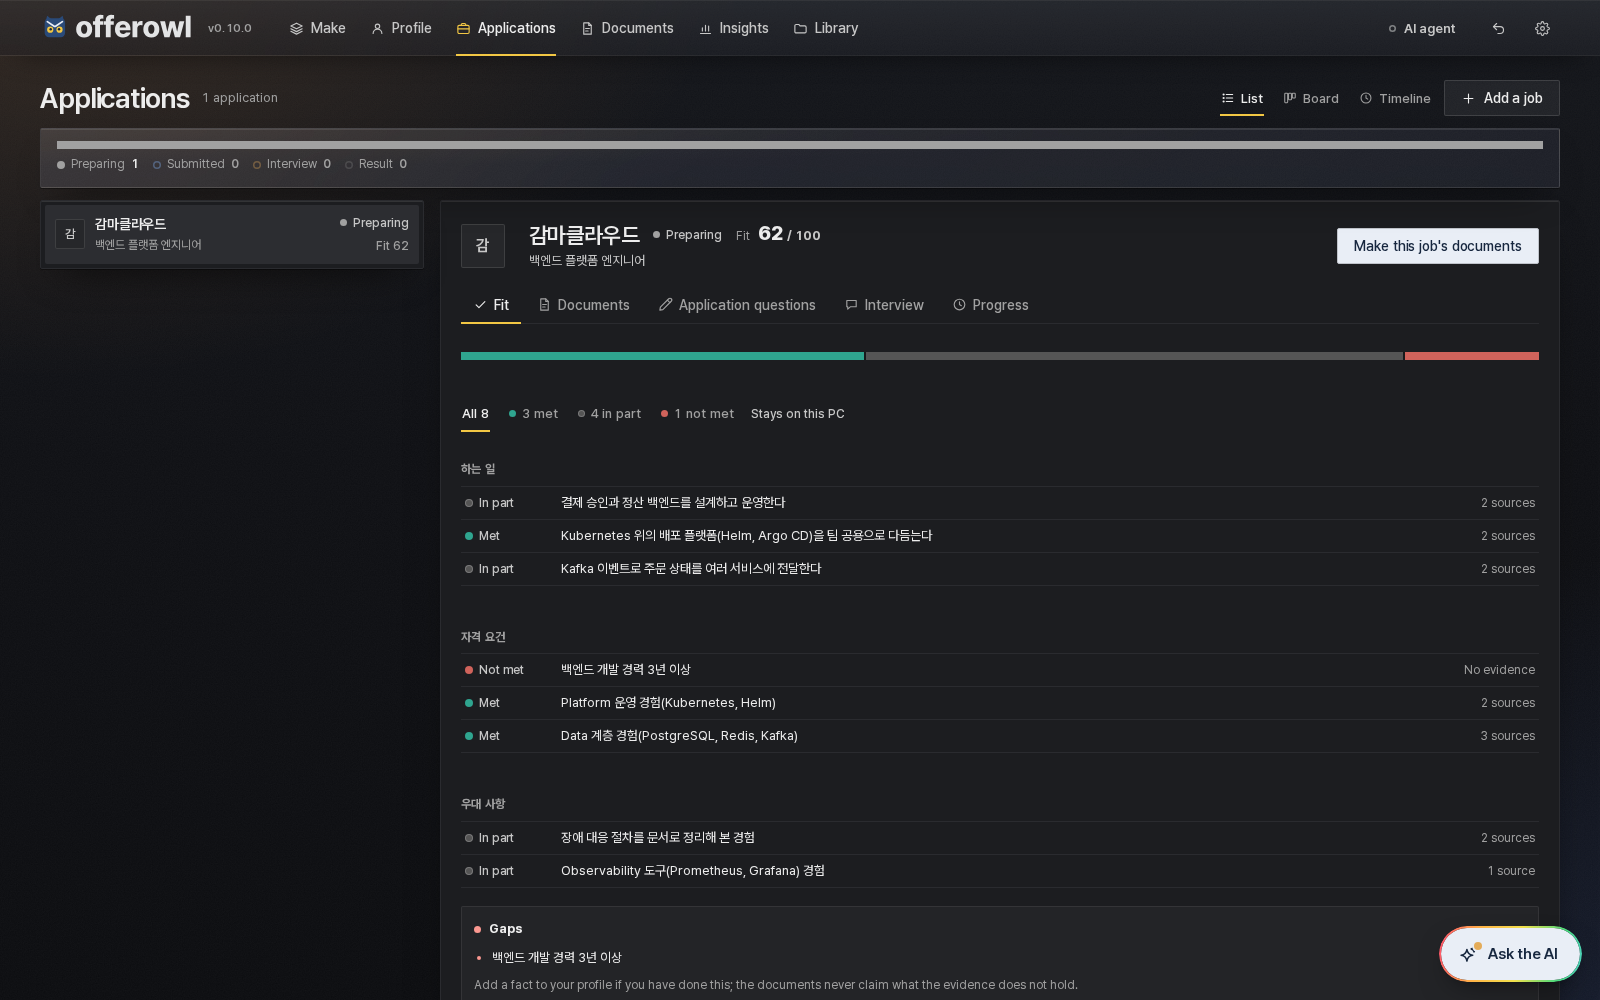 offerowl v0.10.0 Make Profile Applications Documents Insights Library AI agent
Applications 1 application List Board Timeline Add a job
Preparing 1 Submitted 0 Interview 0 Result 0
감 감마클라우드 Preparing
백엔드 플랫폼 엔지니어 Fit 62
감 감마클라우드 Preparing Fit 62 / 100
백엔드 플랫폼 엔지니어
Make this job's documents
Fit Documents Application questions Interview Progress
All 8 3 met 4 in part 1 not met Stays on this PC
하는 일
In part 결제 승인과 정산 백엔드를 설계하고 운영한다 2 sources
Met Kubernetes 위의 배포 플랫폼(Helm, Argo CD)을 팀 공용으로 다듬는다 2 sources
In part Kafka 이벤트로 주문 상태를 여러 서비스에 전달한다 2 sources
자격 요건
Not met 백엔드 개발 경력 3년 이상 No evidence
Met Platform 운영 경험(Kubernetes, Helm) 2 sources
Met Data 계층 경험(PostgreSQL, Redis, Kafka) 3 sources
우대 사항
In part 장애 대응 절차를 문서로 정리해 본 경험 2 sources
In part Observability 도구(Prometheus, Grafana) 경험 1 source
Gaps
백엔드 개발 경력 3년 이상
Add a fact to your profile if you have done this; the documents never claim what the evidence does not hold.
Ask the AI